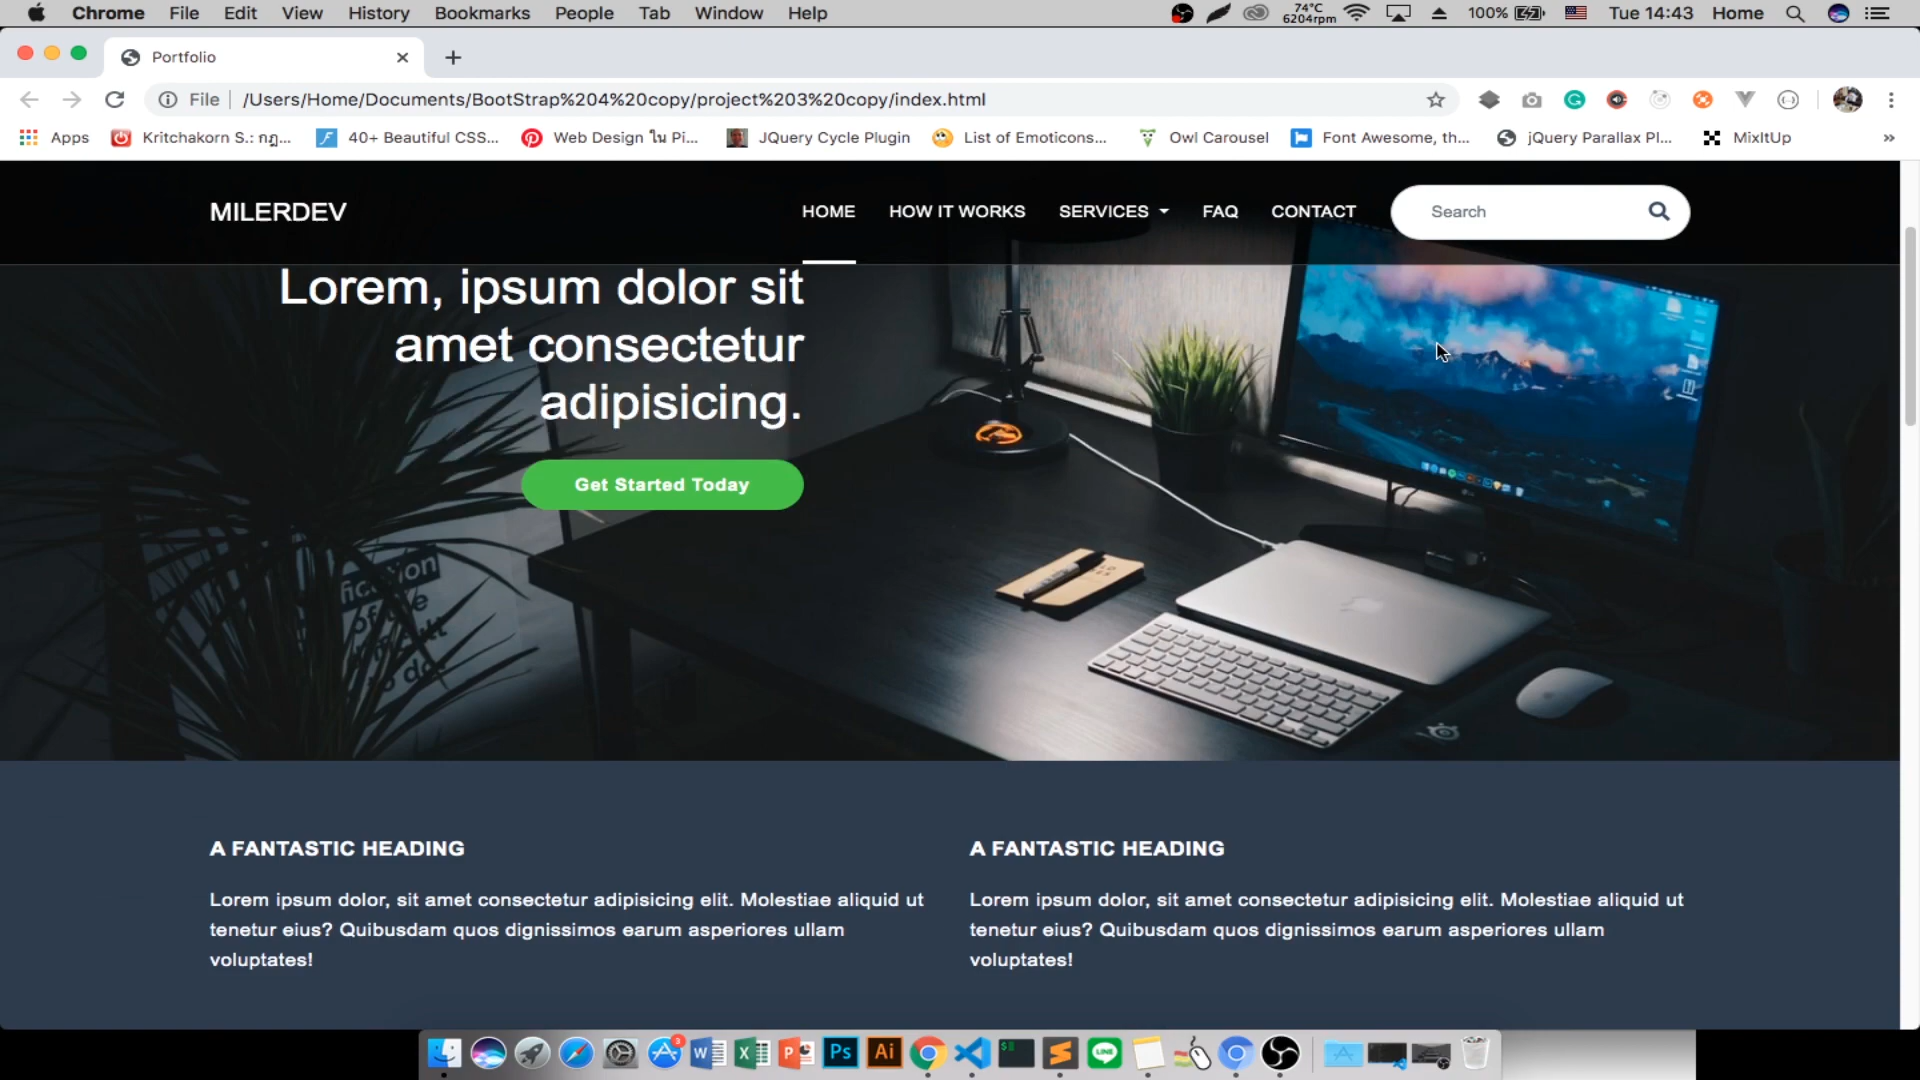 Chrome File Edit View History Bookmarks People Tab Window Help
74°C
6204rpm
100%
Tue 14:43 Home
Portfolio
File /Users/Home/Documents/BootStrap%204%20copy/project%203%20copy/index.html
Apps Kritchakorn S.: กฎ... 40+ Beautiful CSS... Web Design ใน Pi... JQuery Cycle Plugin List of Emoticons... Owl Carousel Font Awesome, th... jQuery Parallax Pl... MixItUp »
MILERDEV HOME HOW IT WORKS SERVICES FAQ CONTACT Search
Lorem, ipsum dolor sit
amet consectetur
adipisicing.
Get Started Today
A FANTASTIC HEADING
Lorem ipsum dolor, sit amet consectetur adipisicing elit. Molestiae aliquid ut
tenetur eius? Quibusdam quos dignissimos earum asperiores ullam
voluptates!
A FANTASTIC HEADING
Lorem ipsum dolor, sit amet consectetur adipisicing elit. Molestiae aliquid ut
tenetur eius? Quibusdam quos dignissimos earum asperiores ullam
voluptates!
3 W X P Ps Ai $ S LINE